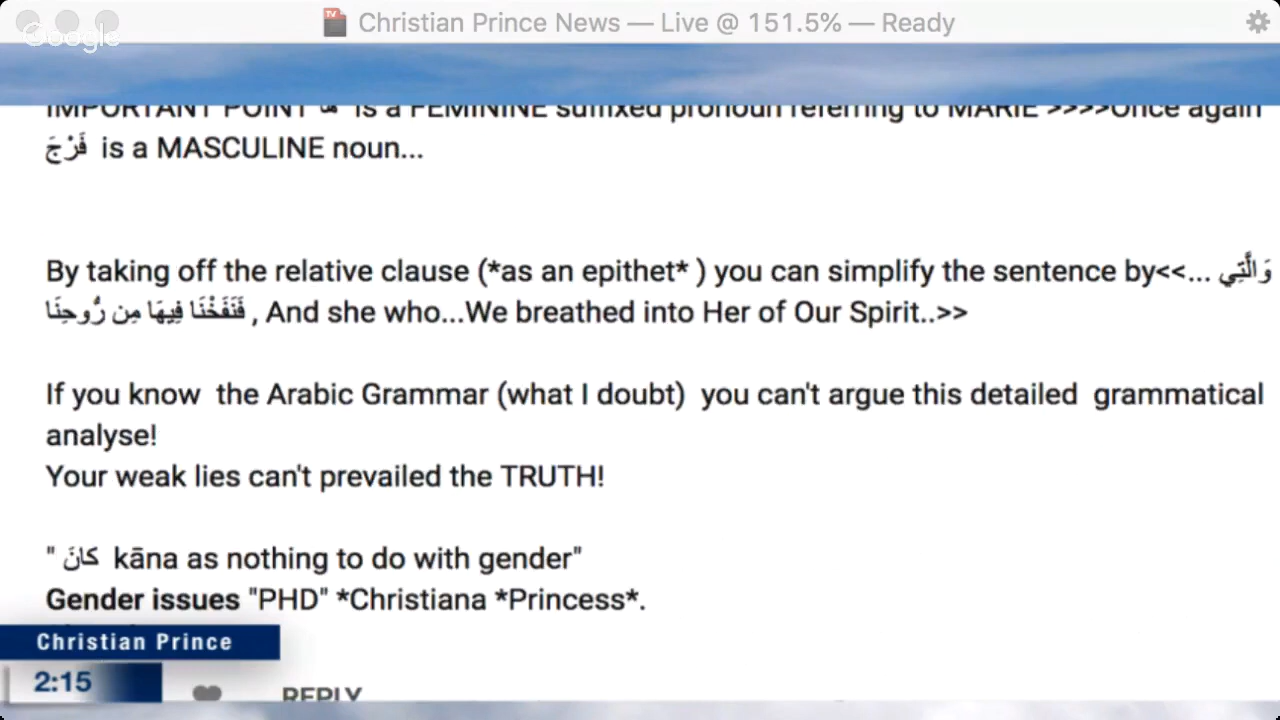 Google
TV
Christian Prince News — Live @ 151.5% — Ready
IMPORTANT POINT ها is a FEMININE suffixed pronoun referring to MARIE >>>>Once again
فَرْجَ is a MASCULINE noun...
By taking off the relative clause (*as an epithet* ) you can simplify the sentence by<<... وَالَّتِي
فَنَفَخْنَا فِيهَا مِن رُّوحِنَا , And she who...We breathed into Her of Our Spirit..>>
If you know the Arabic Grammar (what I doubt) you can't argue this detailed grammatical
analyse!
Your weak lies can't prevailed the TRUTH!
" كانَ kāna as nothing to do with gender"
Gender issues "PHD" *Christiana *Princess*.
Christian Prince
2:15
REPLY